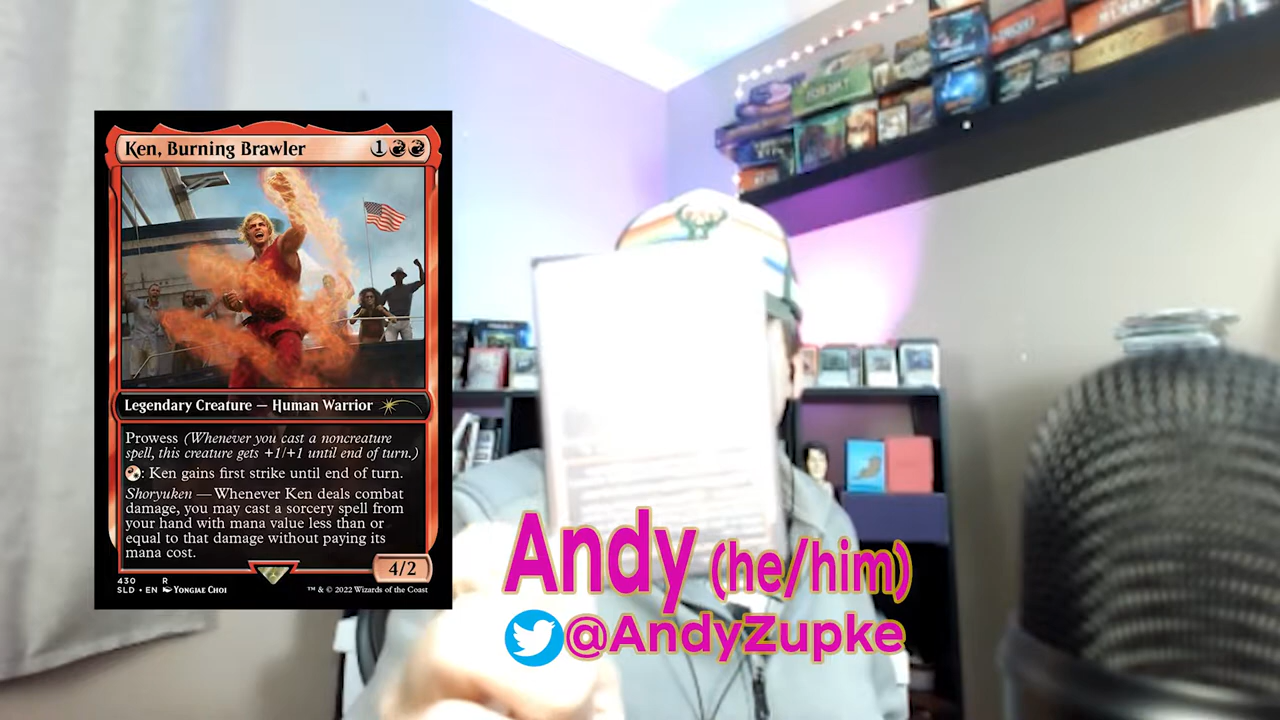 Ken, Burning Brawler 1
Legendary Creature — Human Warrior
Prowess (Whenever you cast a noncreature
spell, this creature gets +1/+1 until end of turn.)
: Ken gains first strike until end of turn.
Shoryuken — Whenever Ken deals combat
damage, you may cast a sorcery spell from
your hand with mana value less than or
equal to that damage without paying its
mana cost.
4/2
430 R
SLD • EN Yongjae Choi
™ & © 2022 Wizards of the Coast
Andy (he/him)
@AndyZupke